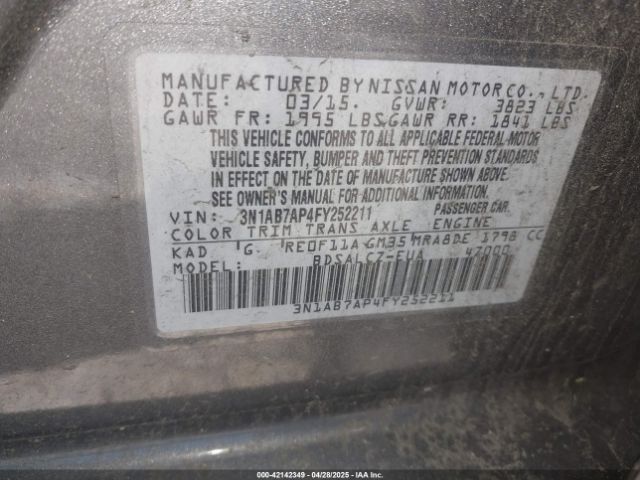 MANUFACTURED BY NISSAN MOTOR CO., LTD.
DATE: 03/15. GVWR: 3823 LBS
GAWR FR: 1995 LBS GAWR RR: 1841 LBS
THIS VEHICLE CONFORMS TO ALL APPLICABLE FEDERAL MOTOR
VEHICLE SAFETY, BUMPER AND THEFT PREVENTION STANDARDS
IN EFFECT ON THE DATE OF MANUFACTURE SHOWN ABOVE.
SEE OWNER'S MANUAL FOR ADDITIONAL INFORMATION.
VIN: 3N1AB7AP4FY252211 PASSENGER CAR.
COLOR TRIM TRANS AXLE ENGINE
KAD G RE0F11A GM35 MRA8DE 1798 CC
MODEL: BDSALCZ-EUA 47000
3N1AB7AP4FY252211
000-42142349 | 04/28/2025 | IAA Inc.